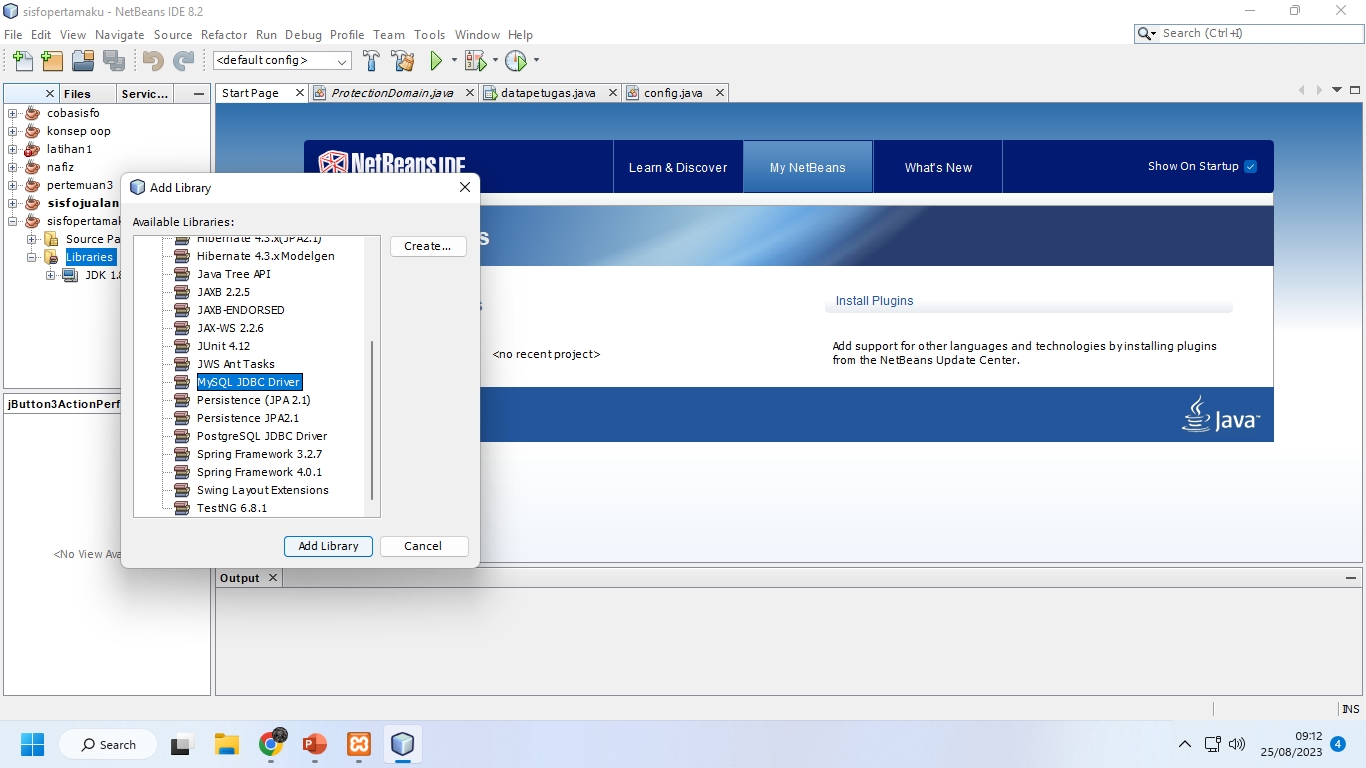 sisfopertamaku - NetBeans IDE 8.2
File Edit View Navigate Source Refactor Run Debug Profile Team Tools Window Help
Search (Ctrl+I)
<default config>
Files
Servic...
Start Page
ProtectionDomain.java
datapetugas.java
config.java
cobasisfo
konsep oop
latihan1
nafiz
pertemuan3
sisfojualan
sisfopertamak
Source Pa
Libraries
JDK 1.8
NetBeans IDE
Learn & Discover
My NetBeans
What's New
Show On Startup
Add Library
Available Libraries:
Hibernate 4.3.x(JPA2.1)
Hibernate 4.3.x Modelgen
Java Tree API
JAXB 2.2.5
JAXB-ENDORSED
JAX-WS 2.2.6
JUnit 4.12
JWS Ant Tasks
MySQL JDBC Driver
Persistence (JPA 2.1)
Persistence JPA2.1
PostgreSQL JDBC Driver
Spring Framework 3.2.7
Spring Framework 4.0.1
Swing Layout Extensions
TestNG 6.8.1
Create...
Add Library
Cancel
<no recent project>
Install Plugins
Add support for other languages and technologies by installing plugins
from the NetBeans Update Center.
Java™
jButton3ActionPerf
<No View Ava
Output
INS
Search
09:12
25/08/2023
4